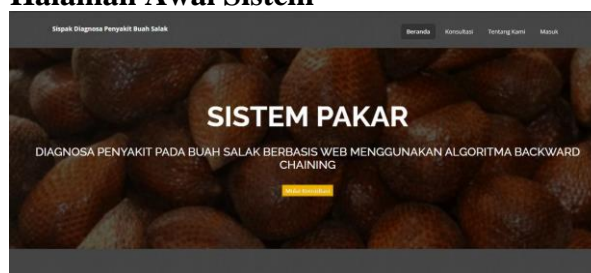 Halaman Awal Sistem
Sispak Diagnosa Penyakit Buah Salak
Beranda Konsultasi Tentang Kami Masuk
SISTEM PAKAR
DIAGNOSA PENYAKIT PADA BUAH SALAK BERBASIS WEB MENGGUNAKAN ALGORITMA BACKWARD
CHAINING
Mulai Konsultasi